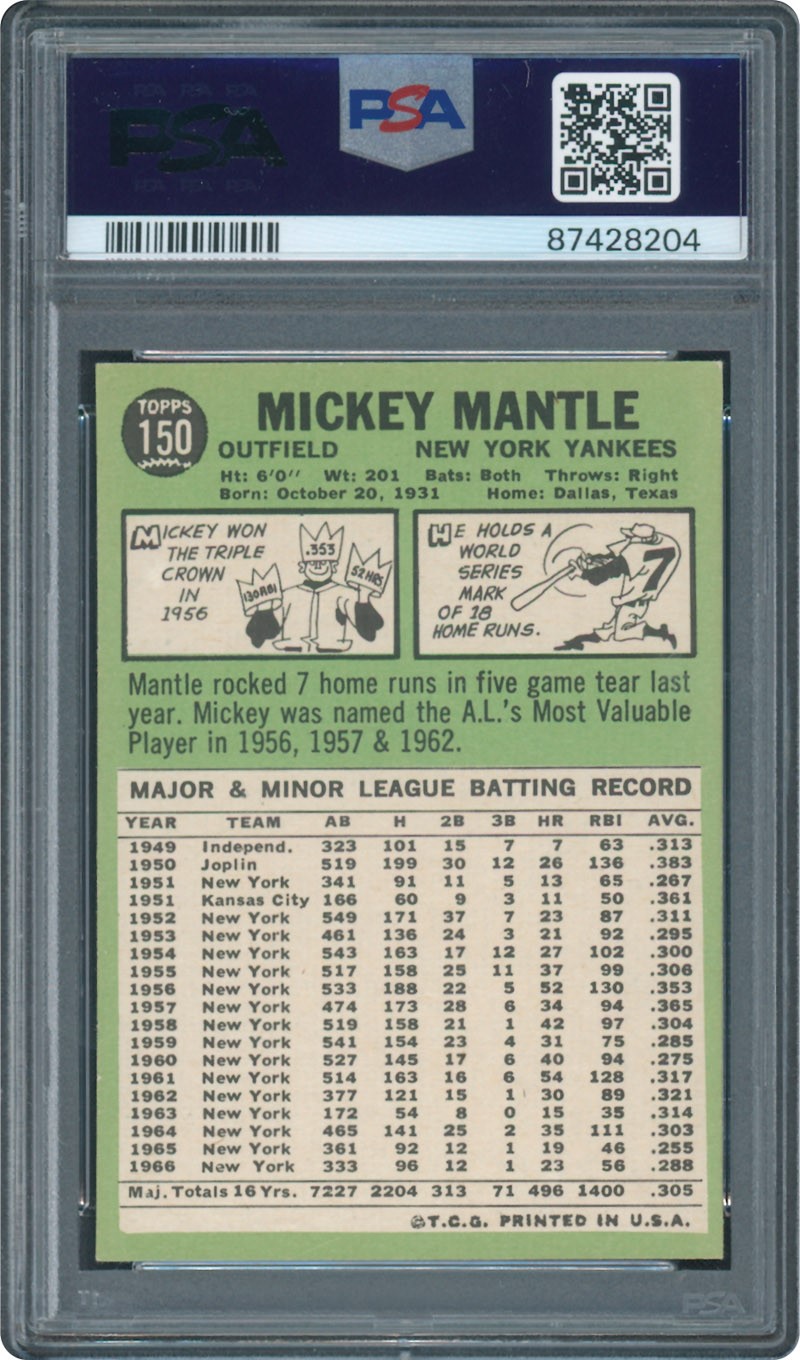 PSA PSA PSA
PSA
PSA PSA PSA
PSA
87428204
TOPPS
150
MICKEY MANTLE
OUTFIELD NEW YORK YANKEES
Ht: 6'0" Wt: 201 Bats: Both Throws: Right
Born: October 20, 1931 Home: Dallas, Texas
MICKEY WON
THE TRIPLE
CROWN
IN
1956
.353
130 RBI
52 HRS
HE HOLDS A
WORLD
SERIES
MARK
OF 18
HOME RUNS.
7
Mantle rocked 7 home runs in five game tear last
year. Mickey was named the A.L.'s Most Valuable
Player in 1956, 1957 & 1962.
MAJOR & MINOR LEAGUE BATTING RECORD
YEAR TEAM AB H 2B 3B HR RBI AVG.
1949 Independ. 323 101 15 7 7 63 .313
1950 Joplin 519 199 30 12 26 136 .383
1951 New York 341 91 11 5 13 65 .267
1951 Kansas City 166 60 9 3 11 50 .361
1952 New York 549 171 37 7 23 87 .311
1953 New York 461 136 24 3 21 92 .295
1954 New York 543 163 17 12 27 102 .300
1955 New York 517 158 25 11 37 99 .306
1956 New York 533 188 22 5 52 130 .353
1957 New York 474 173 28 6 34 94 .365
1958 New York 519 158 21 1 42 97 .304
1959 New York 541 154 23 4 31 75 .285
1960 New York 527 145 17 6 40 94 .275
1961 New York 514 163 16 6 54 128 .317
1962 New York 377 121 15 1 30 89 .321
1963 New York 172 54 8 0 15 35 .314
1964 New York 465 141 25 2 35 111 .303
1965 New York 361 92 12 1 19 46 .255
1966 New York 333 96 12 1 23 56 .288
Maj. Totals 16 Yrs. 7227 2204 313 71 496 1400 .305
©T.C.G. PRINTED IN U.S.A.
PSA